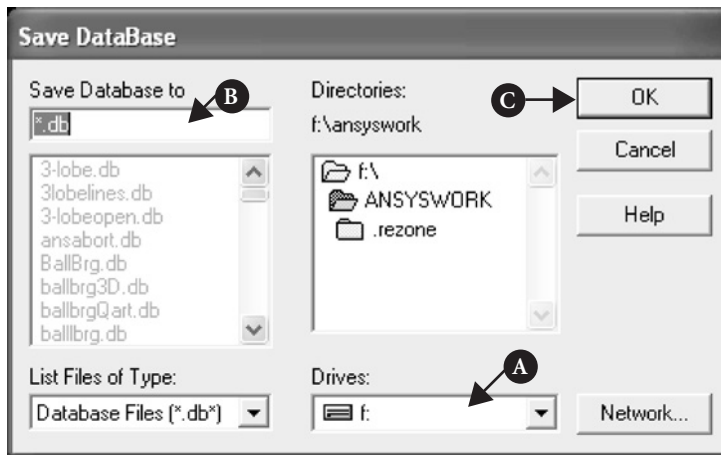 Save DataBase
Save Database to
B
*.db
3-lobe.db
3lobelines.db
3-lobeopen.db
ansabort.db
BallBrg.db
ballbrg3D.db
ballbrgQart.db
balllbrg.db
List Files of Type:
Database Files (*.db*)
Directories:
f:\ansyswork
f:\
ANSYSWORK
.rezone
Drives:
A
f:
C
OK
Cancel
Help
Network...